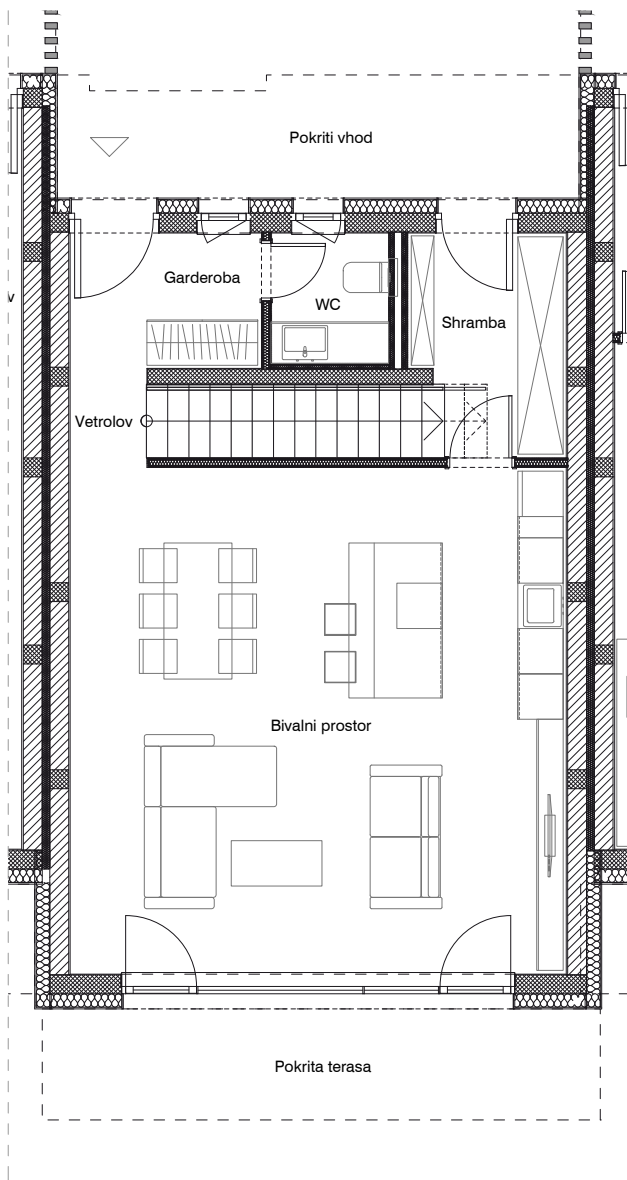 Pokriti vhod
Garderoba
WC
Shramba
Vetrolov
Bivalni prostor
Pokrita terasa